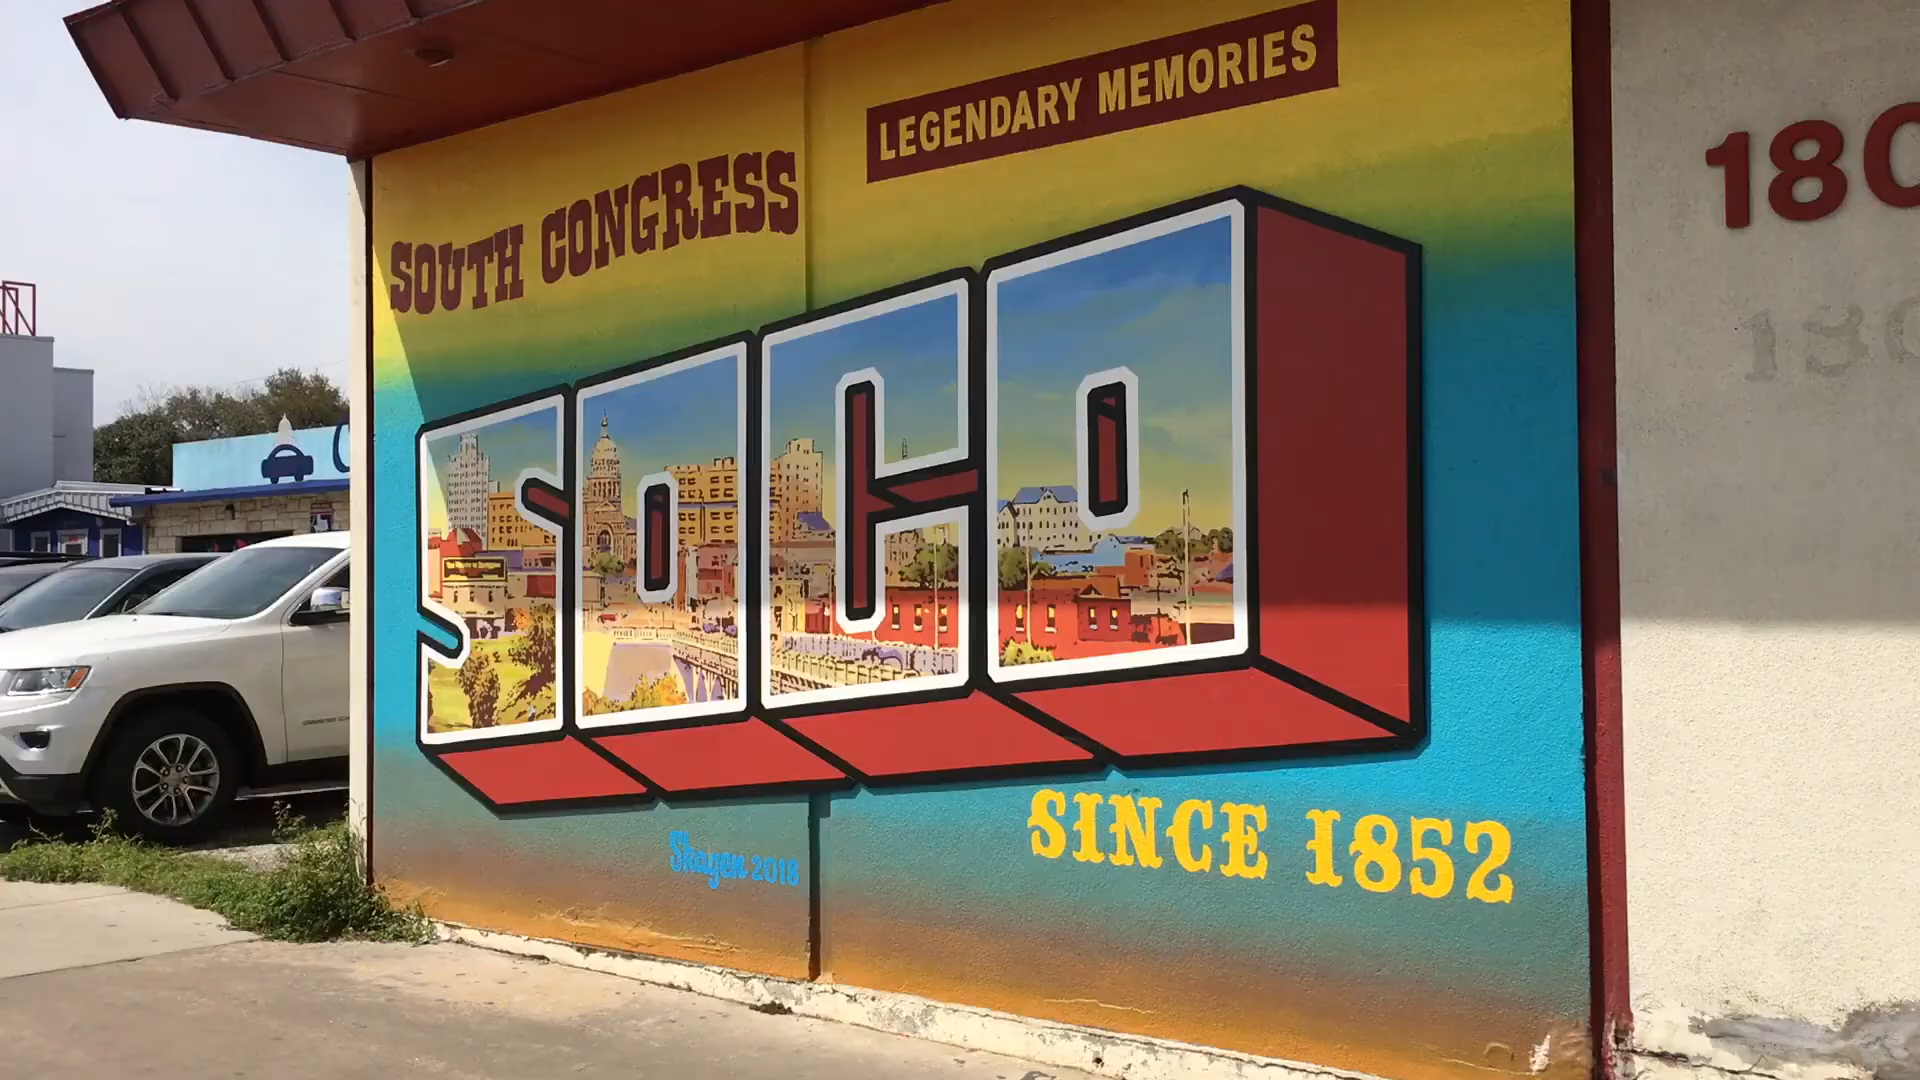 LEGENDARY MEMORIES
SOUTH CONGRESS
SOCO
SINCE 1852
Skagen 2018
180